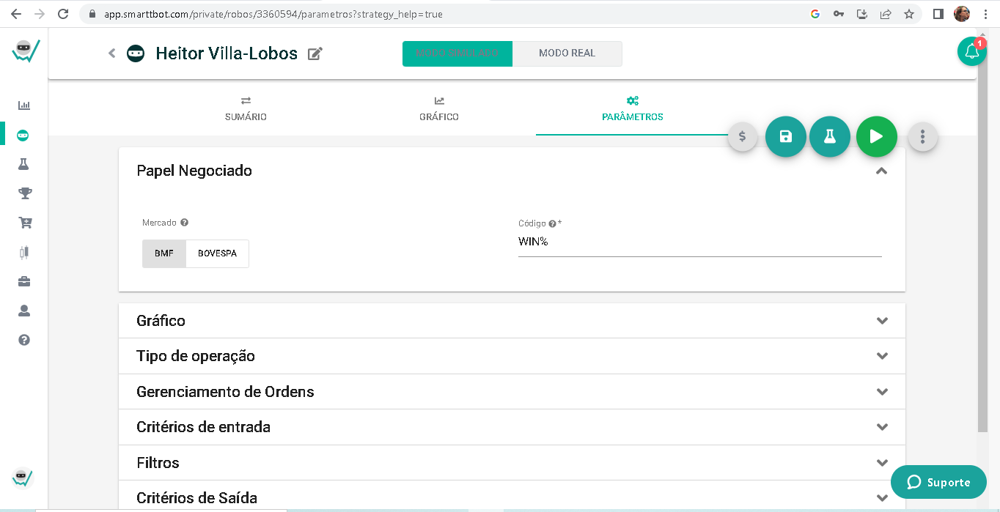 app.smarttbot.com/private/robos/3360594/parametros?strategy_help=true
Heitor Villa-Lobos
MODO SIMULADO
MODO REAL
1
SUMÁRIO
GRÁFICO
PARÂMETROS
$
Papel Negociado
Mercado ?
Código ? *
BMF
BOVESPA
WIN%
Gráfico
Tipo de operação
Gerenciamento de Ordens
Critérios de entrada
Filtros
Critérios de Saída
Suporte